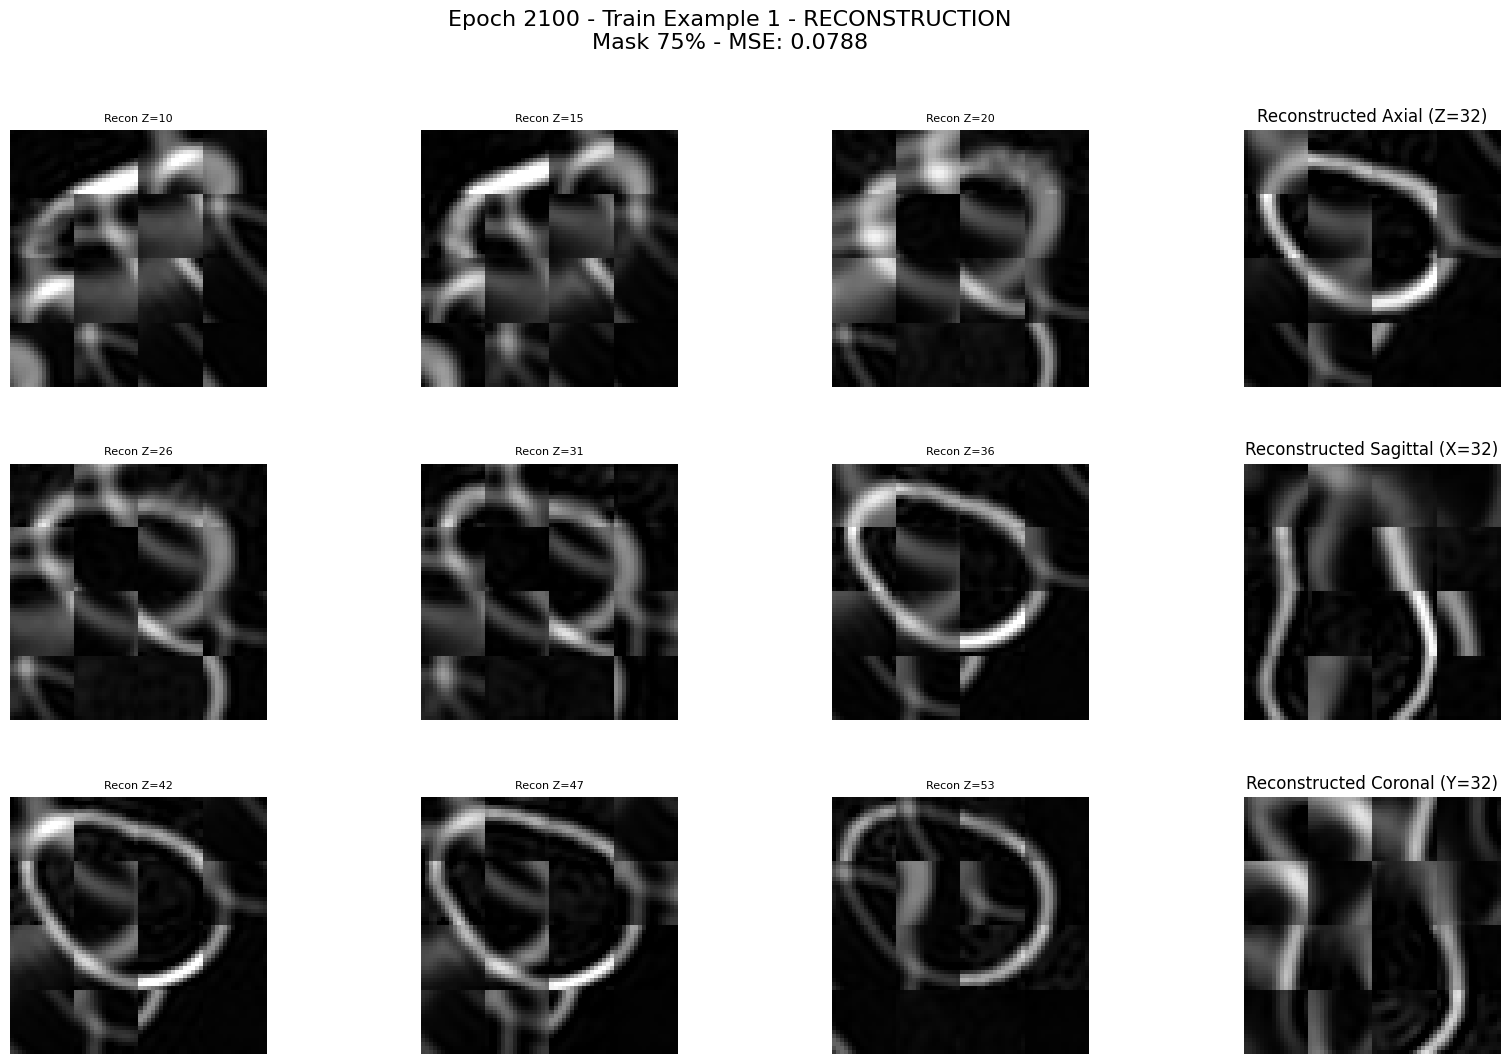 Epoch 2100 - Train Example 1 - RECONSTRUCTION
Mask 75% - MSE: 0.0788
Recon Z=10
Recon Z=15
Recon Z=20
Reconstructed Axial (Z=32)
Recon Z=26
Recon Z=31
Recon Z=36
Reconstructed Sagittal (X=32)
Recon Z=42
Recon Z=47
Recon Z=53
Reconstructed Coronal (Y=32)